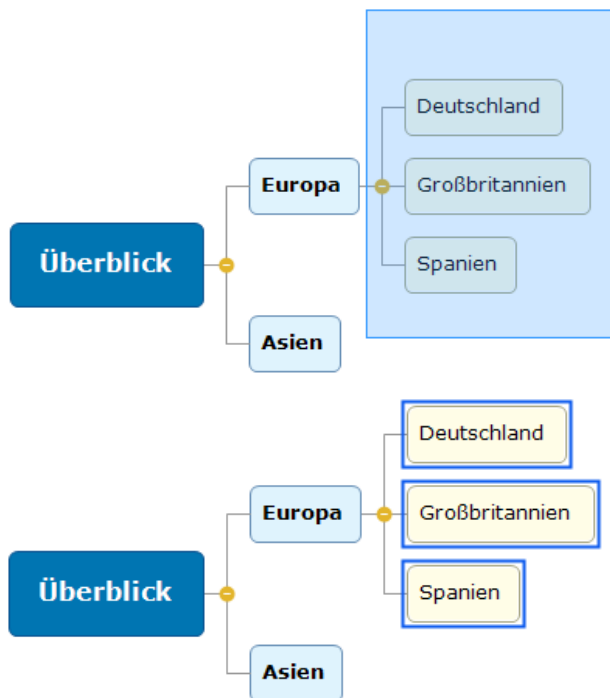 Deutschland
Europa
Großbritannien
Überblick
Spanien
Asien
Deutschland
Europa
Großbritannien
Überblick
Spanien
Asien